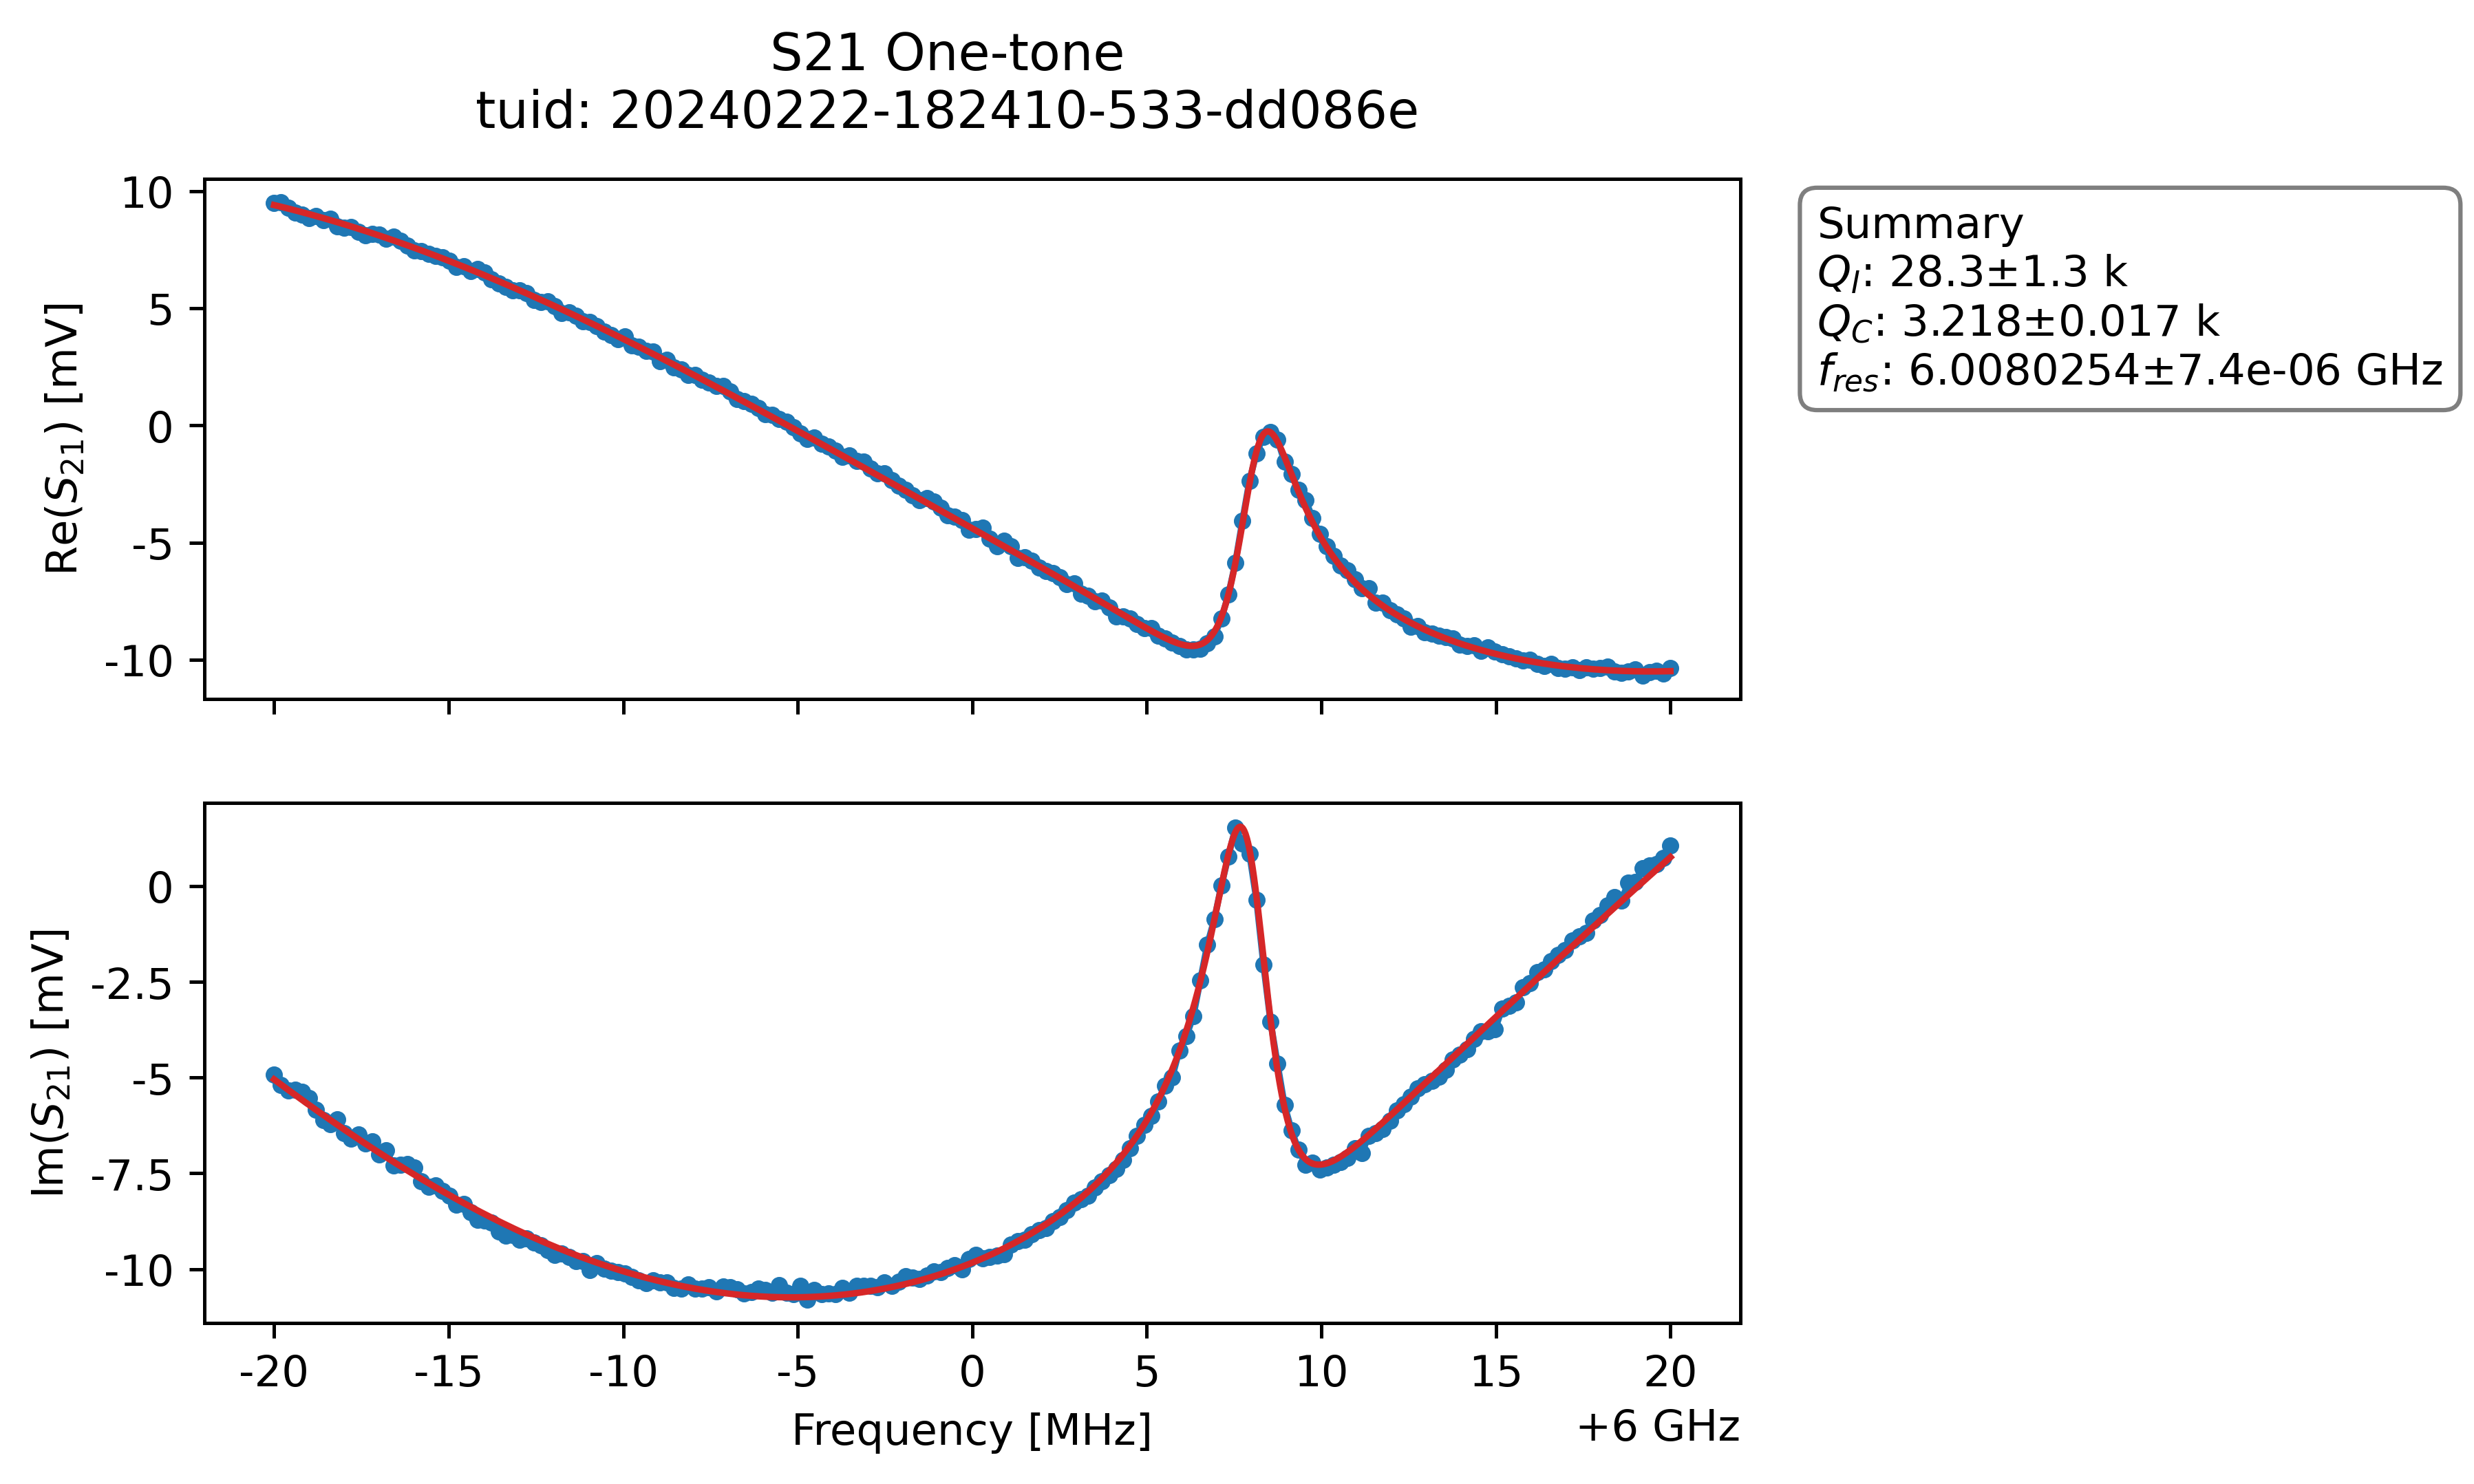 S21 One-tone
tuid: 20240222-182410-533-dd086e
10
5
0
-5
-10
Re(S21) [mV]
Summary
QI: 28.3±1.3 k
QC: 3.218±0.017 k
fres: 6.0080254±7.4e-06 GHz
0
-2.5
-5
-7.5
-10
Im(S21) [mV]
-20 -15 -10 -5 0 5 10 15 20
Frequency [MHz]
+6 GHz